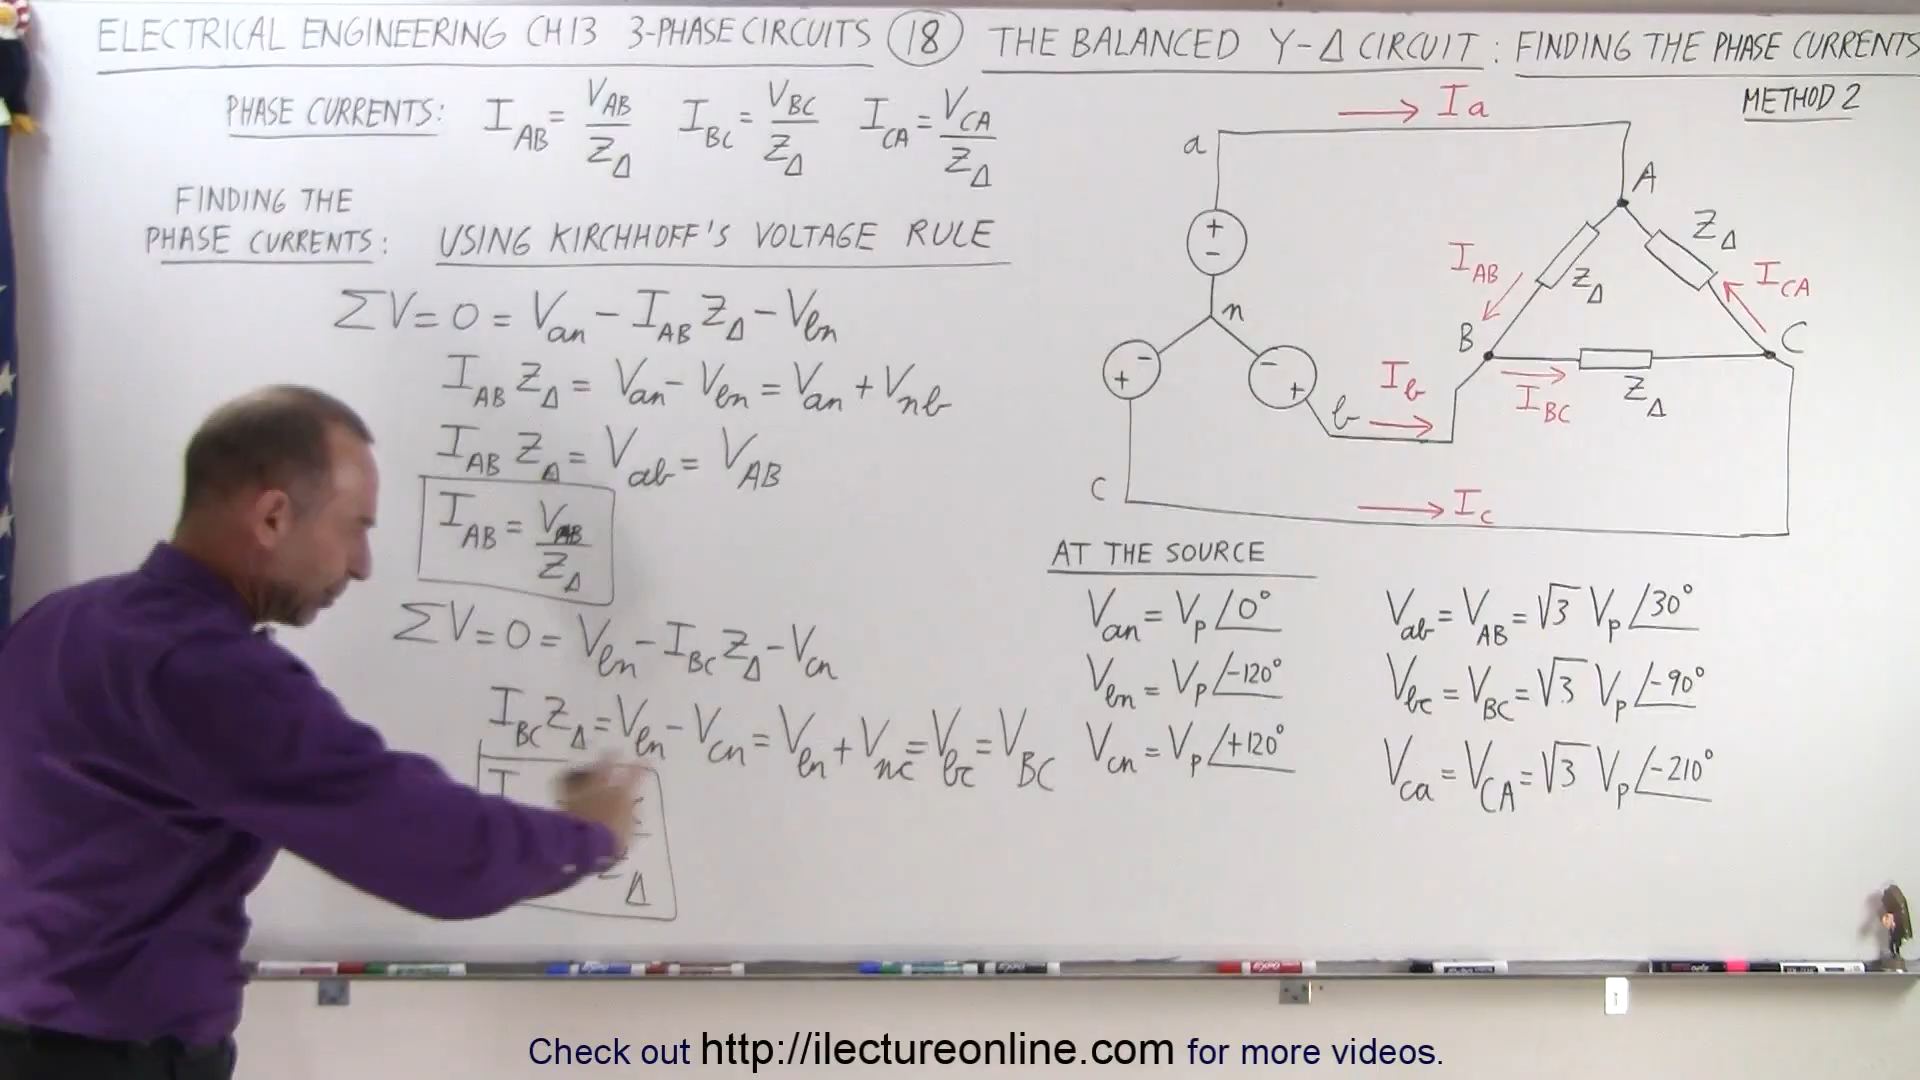 ELECTRICAL ENGINEERING CH13 3-PHASE CIRCUITS 18 THE BALANCED Y-Δ CIRCUIT: FINDING THE PHASE CURRENTS
METHOD 2
PHASE CURRENTS: I_AB = V_AB / Z_Δ I_BC = V_BC / Z_Δ I_CA = V_CA / Z_Δ
FINDING THE
PHASE CURRENTS: USING KIRCHHOFF'S VOLTAGE RULE
ΣV = 0 = V_an - I_AB Z_Δ - V_bn
I_AB Z_Δ = V_an - V_bn = V_an + V_nb
I_AB Z_Δ = V_ab = V_AB
I_AB = V_AB / Z_Δ
ΣV = 0 = V_bn - I_BC Z_Δ - V_cn
I_BC Z_Δ = V_bn - V_cn = V_bn + V_nc = V_bc = V_BC
I
Z_Δ
I_a
a
+
-
n
- +
- +
b
I_b
C
I_c
A
Z_Δ
I_AB
Z_Δ
I_CA
B
C
I_BC
Z_Δ
AT THE SOURCE
V_an = V_p ∠0°
V_bn = V_p ∠-120°
V_cn = V_p ∠+120°
V_ab = V_AB = √3 V_p ∠30°
V_bc = V_BC = √3 V_p ∠-90°
V_ca = V_CA = √3 V_p ∠-210°
EXPO
Check out http://ilectureonline.com for more videos.